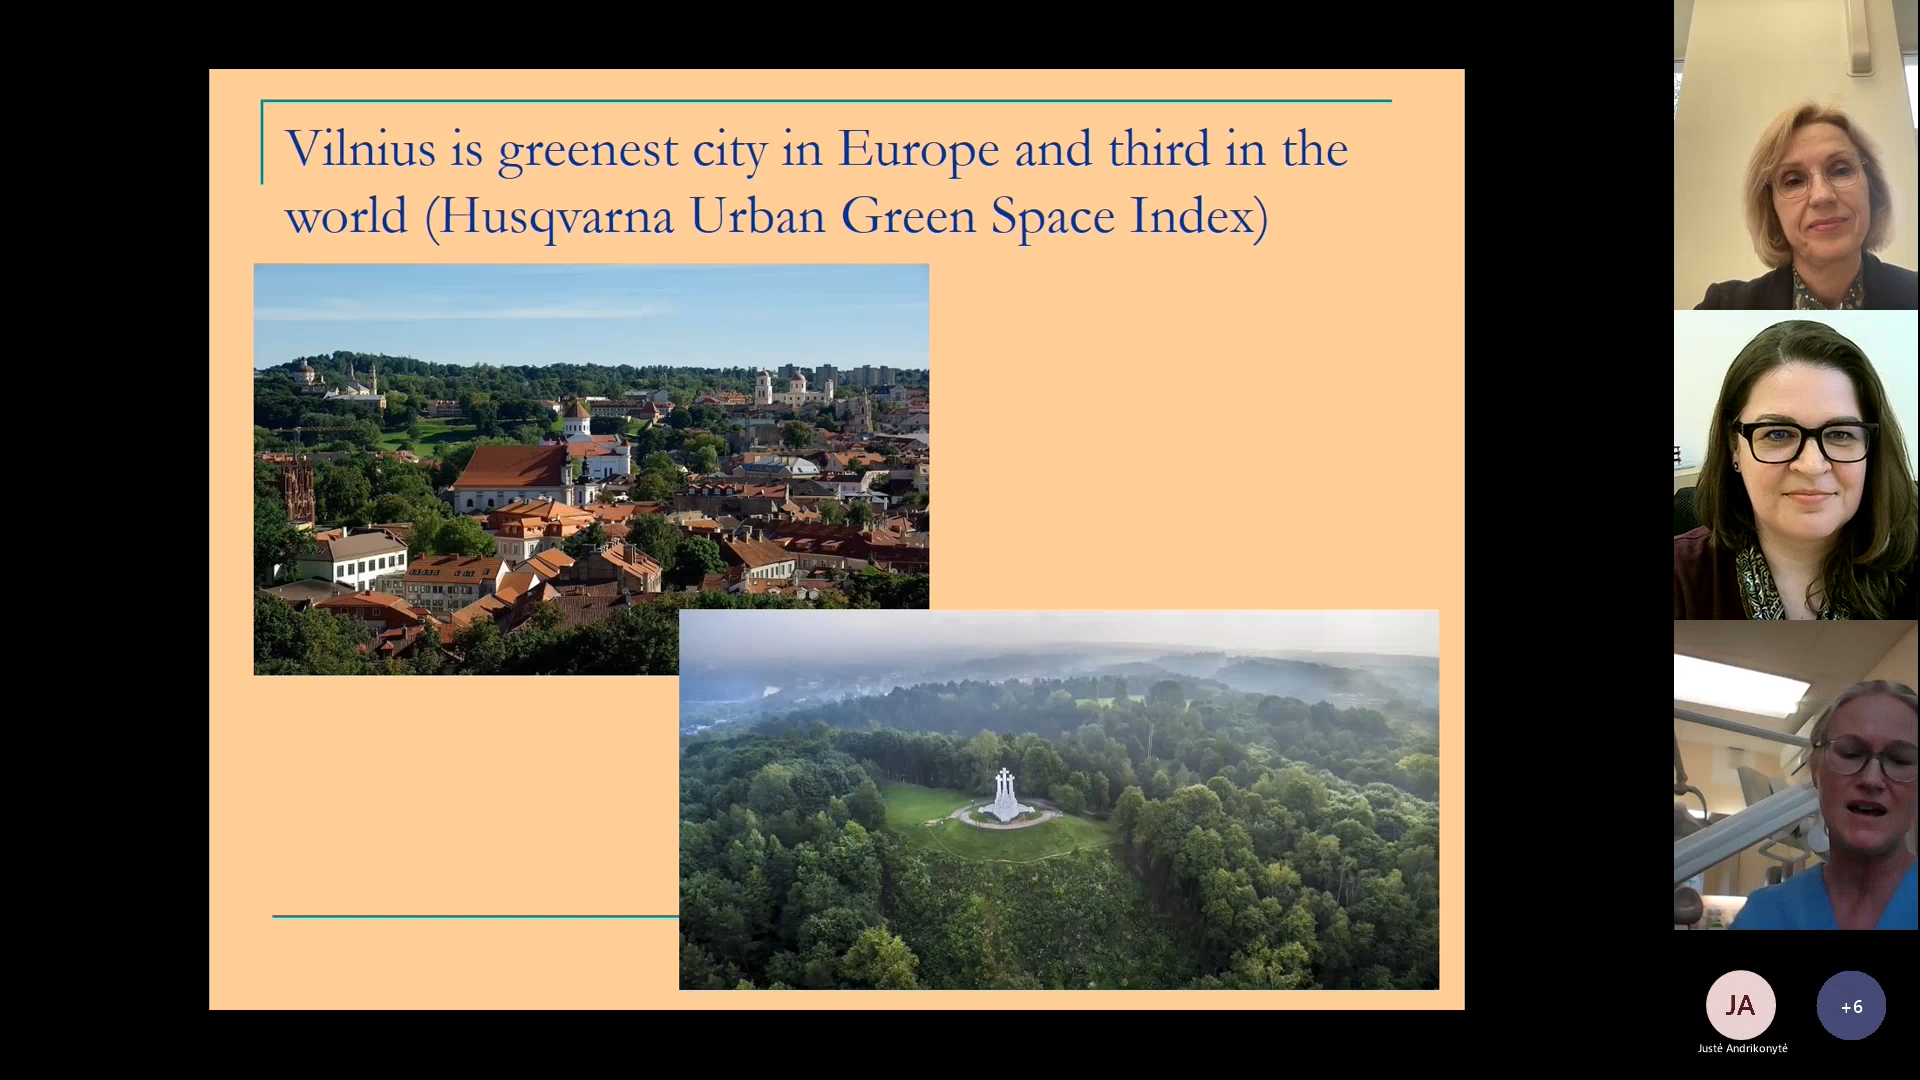 Vilnius is greenest city in Europe and third in the
world (Husqvarna Urban Green Space Index)
JA
+6
Justė Andrikonytė